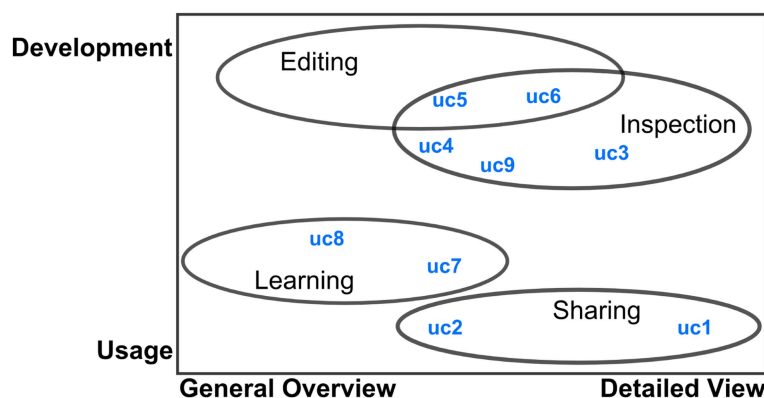 Development
Editing
uc5
uc6
Inspection
uc4
uc3
uc9
uc8
uc7
Learning
Sharing
uc2
uc1
Usage
General Overview
Detailed View